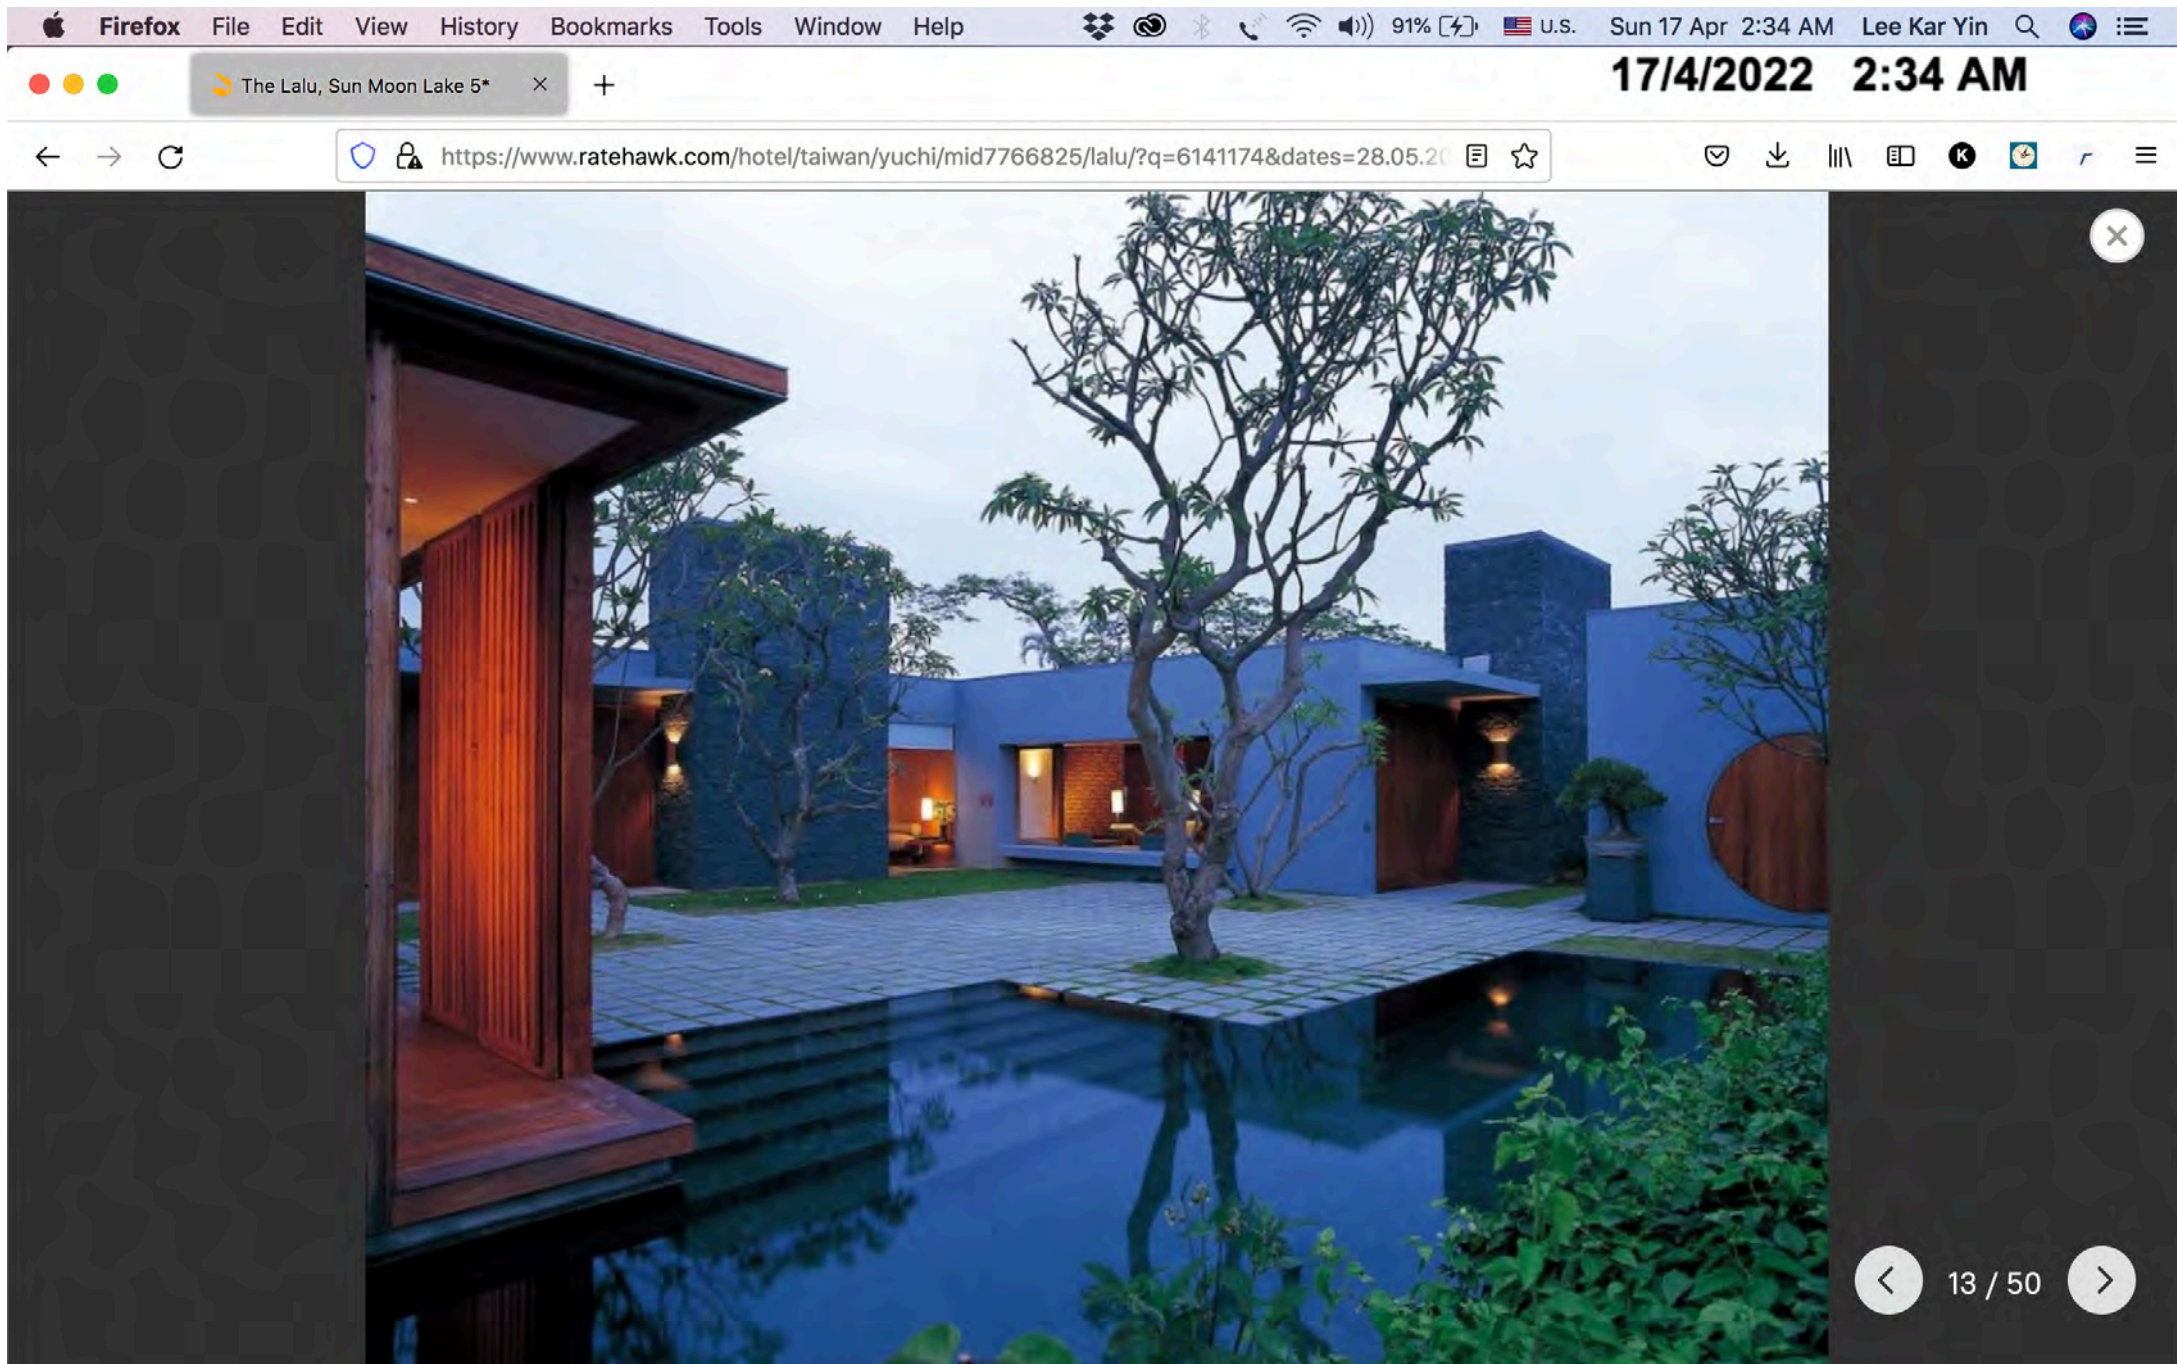 Firefox File Edit View History Bookmarks Tools Window Help 91% U.S. Sun 17 Apr 2:34 AM Lee Kar Yin
The Lalu, Sun Moon Lake 5* 17/4/2022 2:34 AM
https://www.ratehawk.com/hotel/taiwan/yuchi/mid7766825/lalu/?q=6141174&dates=28.05.20 K r
13 / 50